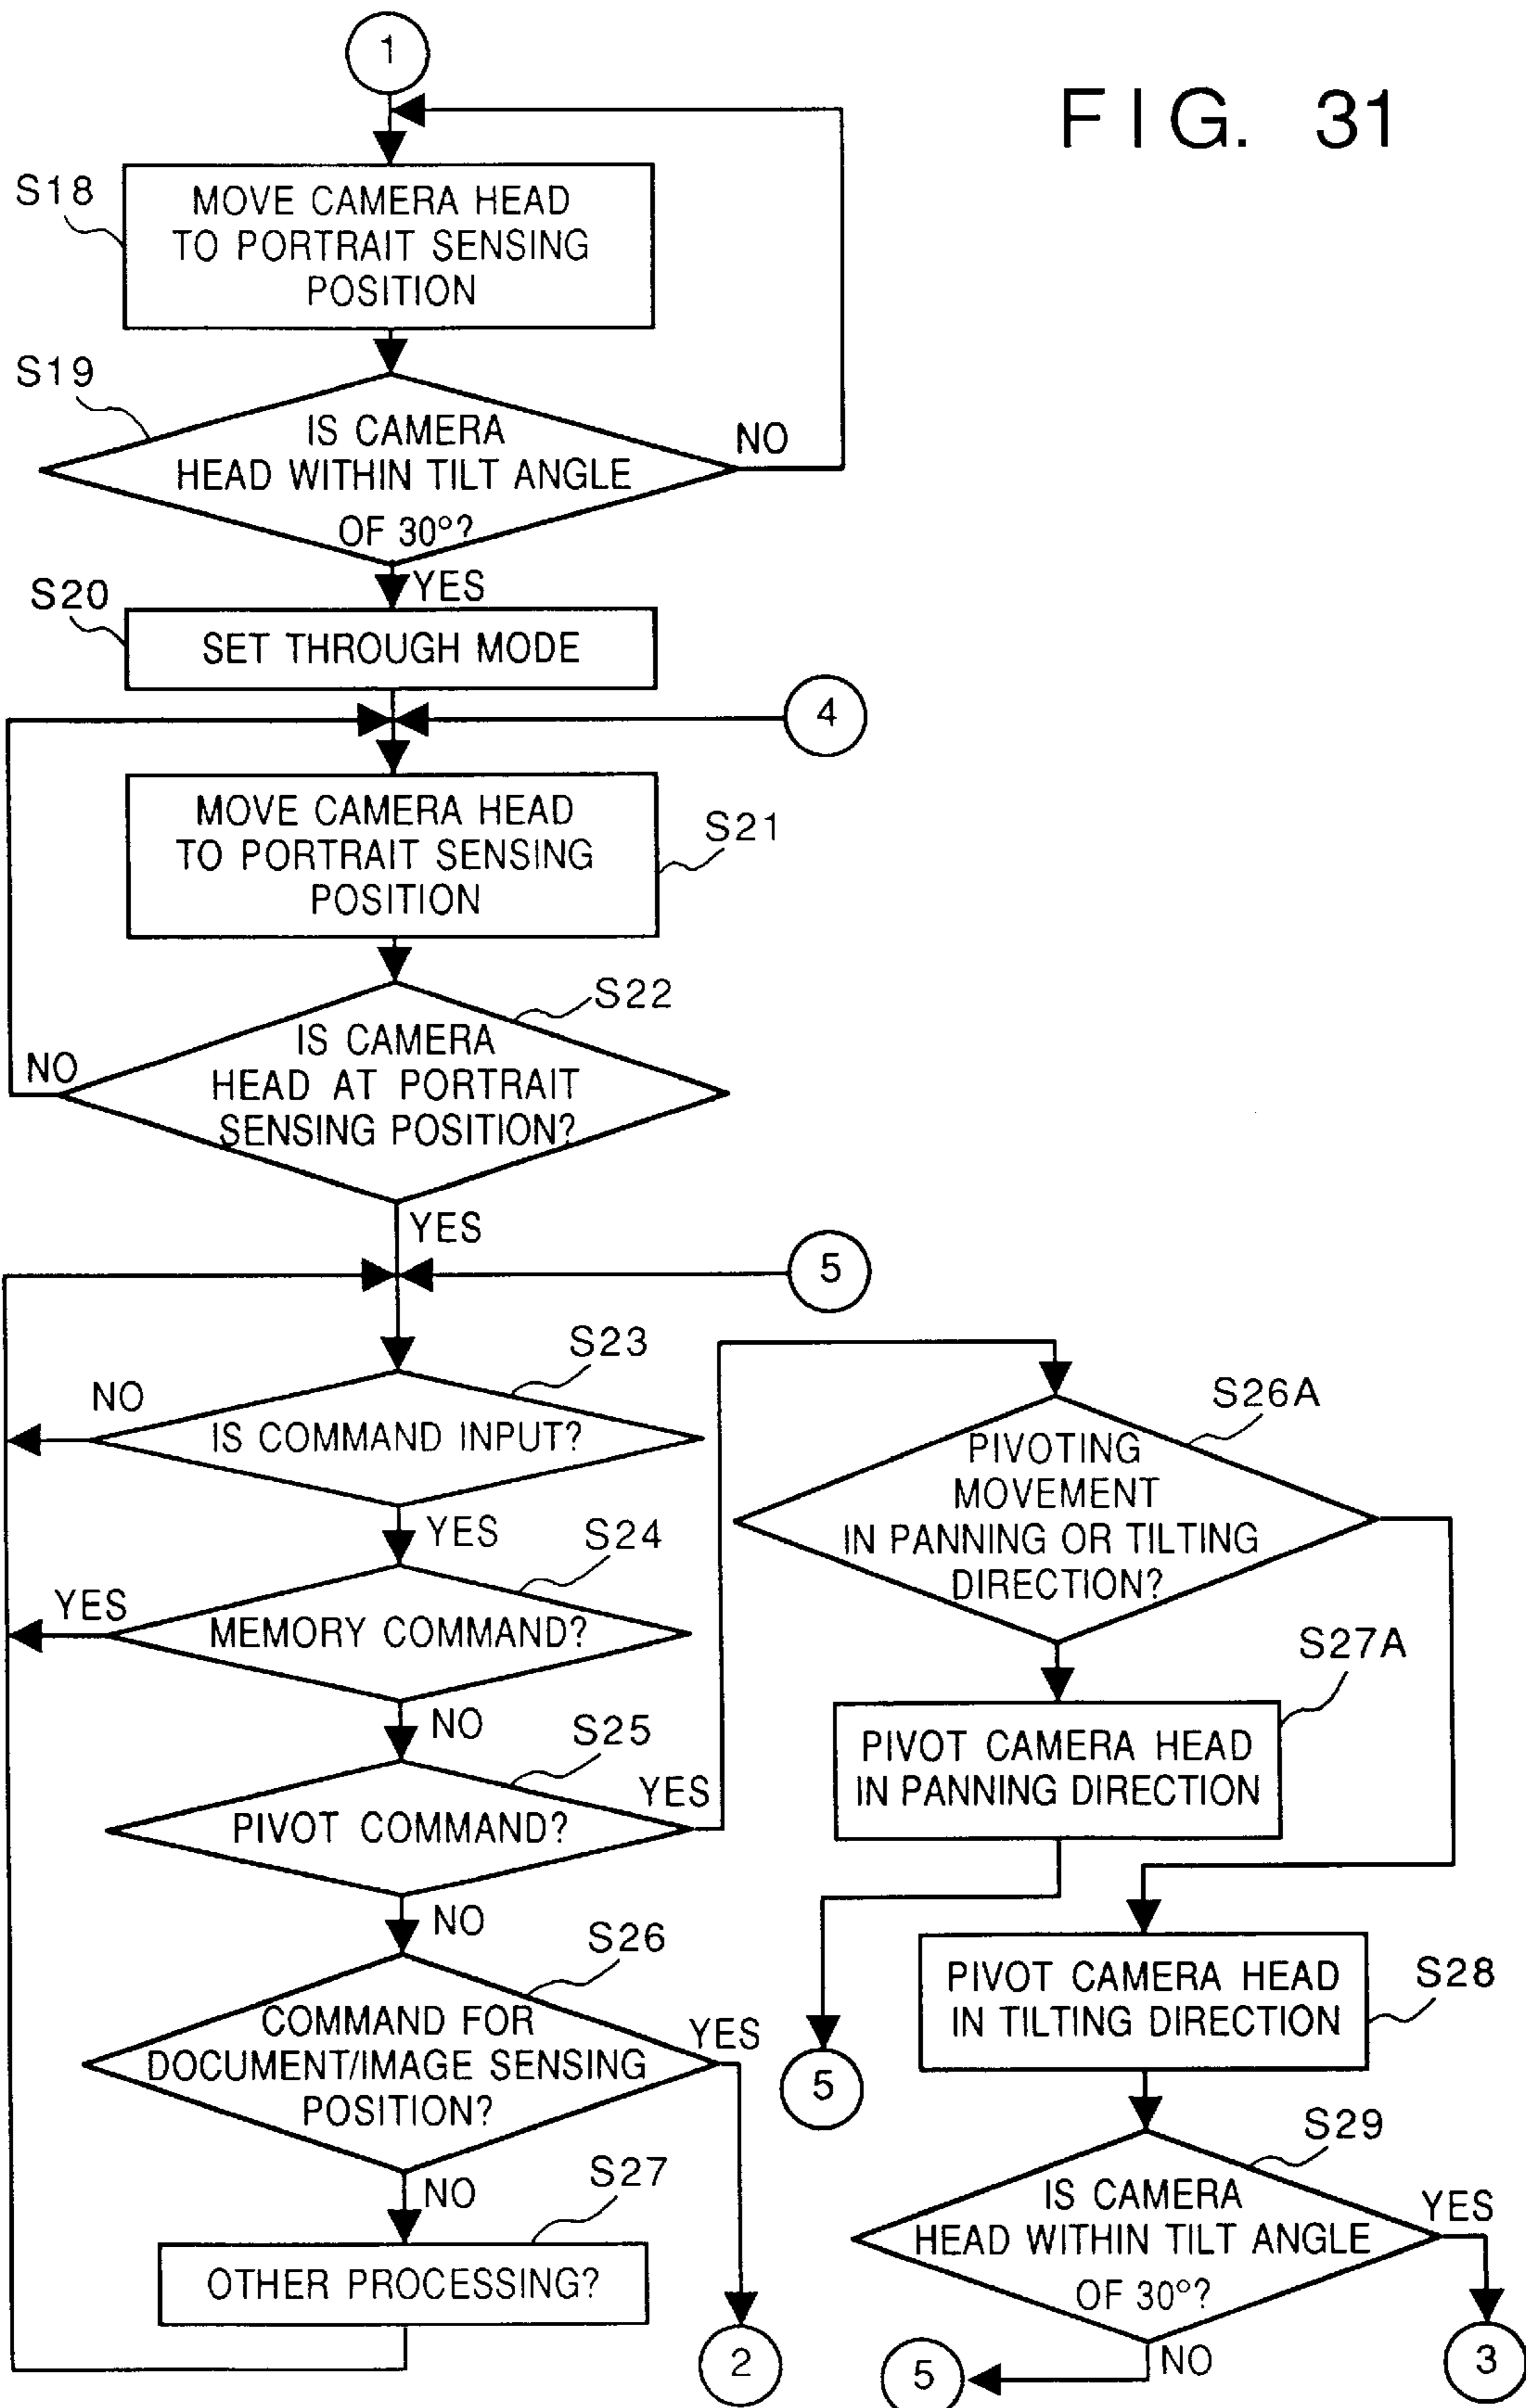 1
FIG. 31
S18
MOVE CAMERA HEAD
TO PORTRAIT SENSING
POSITION
S19
IS CAMERA
HEAD WITHIN TILT ANGLE
OF 30°?
NO
YES
S20
SET THROUGH MODE
4
MOVE CAMERA HEAD
TO PORTRAIT SENSING
POSITION
S21
S22
IS CAMERA
HEAD AT PORTRAIT
SENSING POSITION?
NO
YES
5
S23
NO
IS COMMAND INPUT?
YES
S24
YES
MEMORY COMMAND?
NO
S25
YES
PIVOT COMMAND?
NO
S26
COMMAND FOR
DOCUMENT/IMAGE SENSING
POSITION?
YES
NO
S27
OTHER PROCESSING?
2
S26A
PIVOTING
MOVEMENT
IN PANNING OR TILTING
DIRECTION?
S27A
PIVOT CAMERA HEAD
IN PANNING DIRECTION
5
PIVOT CAMERA HEAD
IN TILTING DIRECTION
S28
S29
IS CAMERA
HEAD WITHIN TILT ANGLE
OF 30°?
YES
NO
5
3